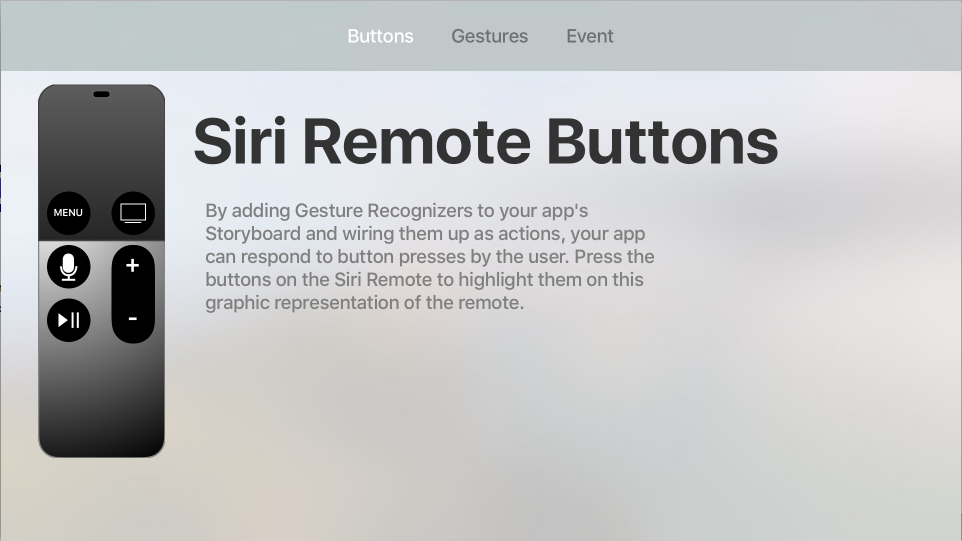 Buttons Gestures Event
Siri Remote Buttons
By adding Gesture Recognizers to your app's
Storyboard and wiring them up as actions, your app
can respond to button presses by the user. Press the
buttons on the Siri Remote to highlight them on this
graphic representation of the remote.
MENU
+
-